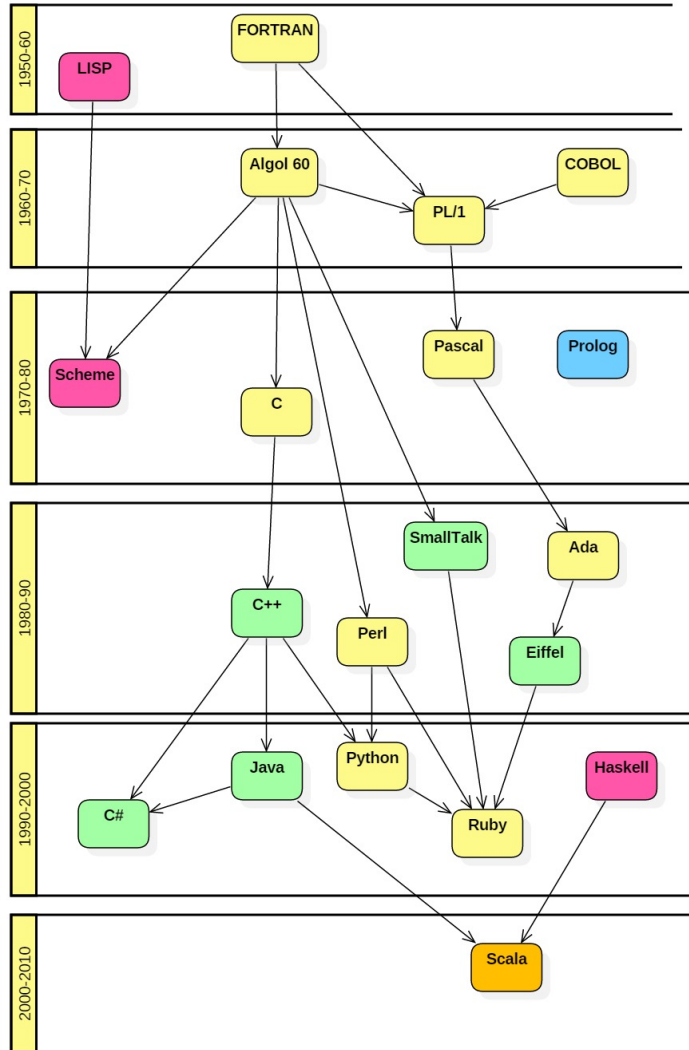 1950-60
FORTRAN
LISP
1960-70
Algol 60
COBOL
PL/1
1970-80
Pascal
Prolog
Scheme
C
1980-90
SmallTalk
Ada
C++
Perl
Eiffel
1990-2000
Python
Java
Haskell
C#
Ruby
2000-2010
Scala